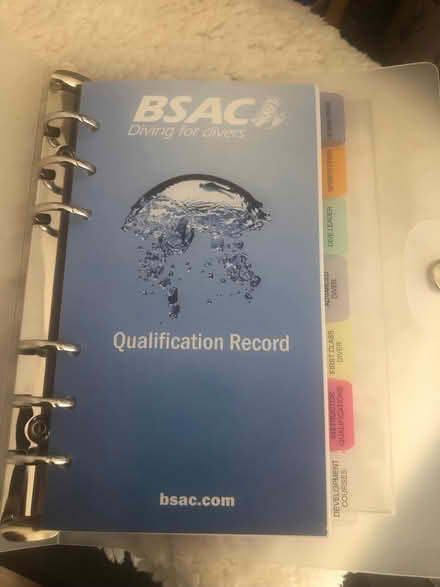 BSAC
Diving for divers
Qualification Record
bsac.com
SPORTS DIVER
DIVE LEADER
ADVANCED
DIVER
FIRST CLASS
DIVER
INSTRUCTOR
QUALIFICATIONS
DEVELOPMENT
COURSES